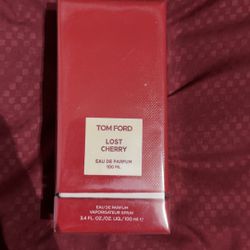 TOM FORD
LOST
CHERRY
EAU DE PARFUM
100 ML
EAU DE PARFUM
VAPORISATEUR SPRAY
3.4 FL.OZ./OZ.LIQ./100 ml ℮